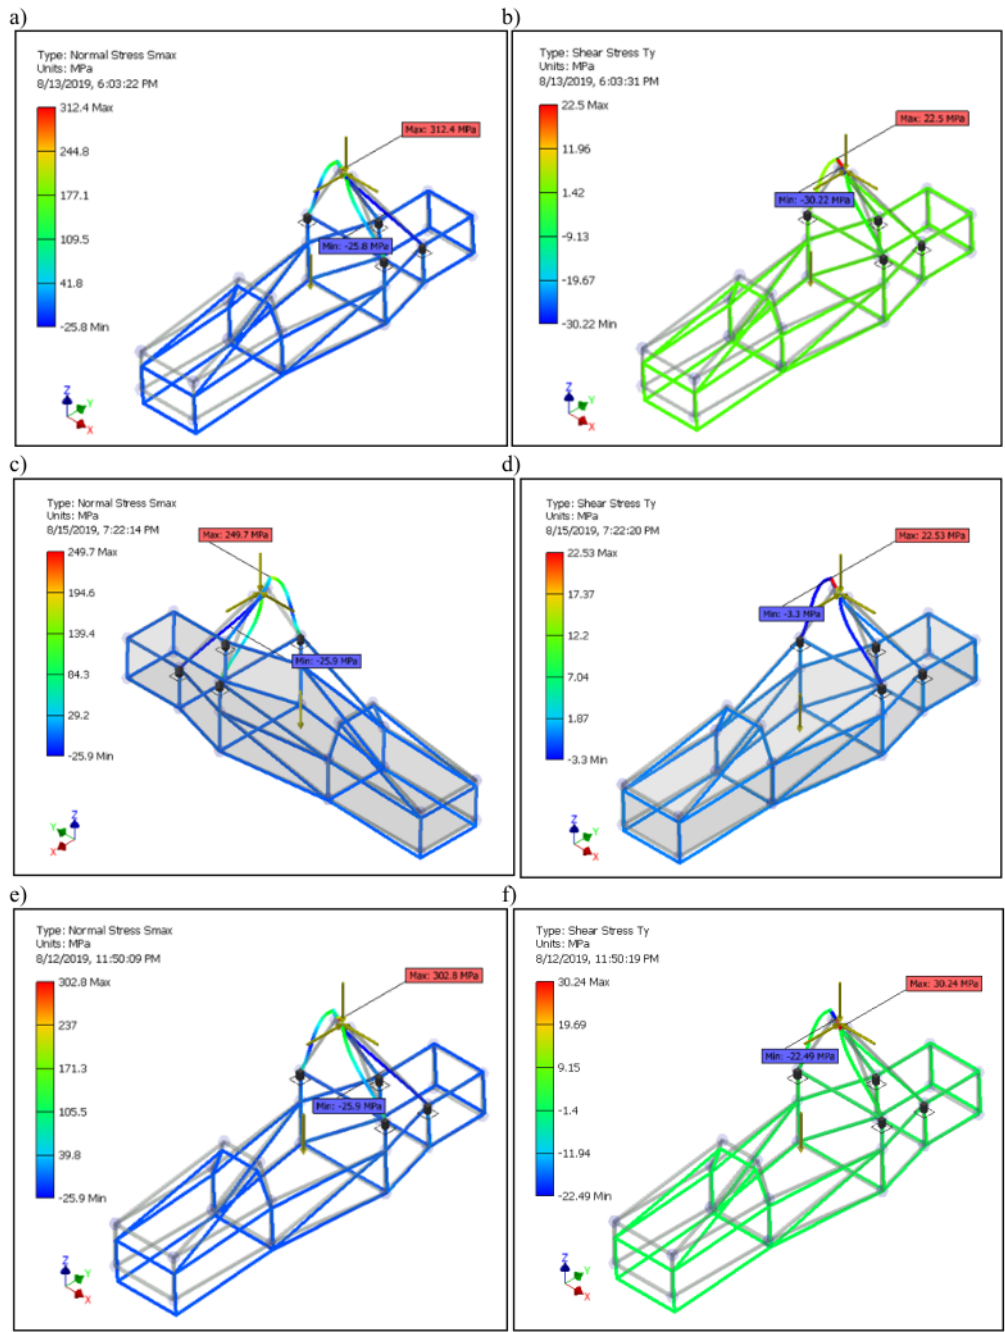 a)
Type: Normal Stress Smax
Units: MPa
8/13/2019, 6:03:22 PM
312.4 Max
244.8
177.1
109.5
41.8
-25.8 Min
Max: 312.4 MPa
Min: -25.8 MPa
Z
Y
X
b)
Type: Shear Stress Ty
Units: MPa
8/13/2019, 6:03:31 PM
22.5 Max
11.96
1.42
-9.13
-19.67
-30.22 Min
Max: 22.5 MPa
Min: -30.22 MPa
Z
Y
X
c)
Type: Normal Stress Smax
Units: MPa
8/15/2019, 7:22:14 PM
249.7 Max
194.6
139.4
84.3
29.2
-25.9 Min
Max: 249.7 MPa
Min: -25.9 MPa
Z
Y
X
d)
Type: Shear Stress Ty
Units: MPa
8/15/2019, 7:22:20 PM
22.53 Max
17.37
12.2
7.04
1.87
-3.3 Min
Max: 22.53 MPa
Min: -3.3 MPa
Z
Y
X
e)
Type: Normal Stress Smax
Units: MPa
8/12/2019, 11:50:09 PM
302.8 Max
237
171.3
105.5
39.8
-25.9 Min
Max: 302.8 MPa
Min: -25.9 MPa
Z
Y
X
f)
Type: Shear Stress Ty
Units: MPa
8/12/2019, 11:50:19 PM
30.24 Max
19.69
9.15
-1.4
-11.94
-22.49 Min
Max: 30.24 MPa
Min: -22.49 MPa
Z
Y
X